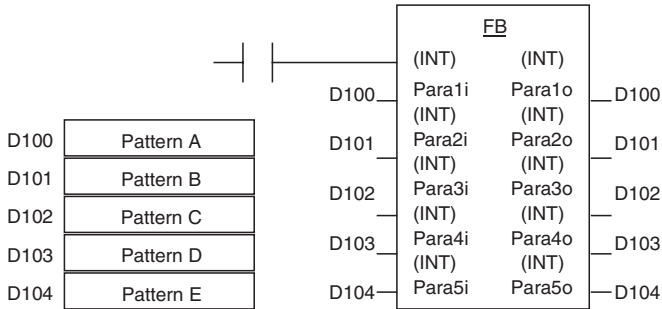 FB
(INT) (INT)
D100 Para1i Para1o D100
(INT) (INT)
D101 Para2i Para2o D101
(INT) (INT)
D102 Para3i Para3o D102
(INT) (INT)
D103 Para4i Para4o D103
(INT) (INT)
D104 Para5i Para5o D104
D100 Pattern A
D101 Pattern B
D102 Pattern C
D103 Pattern D
D104 Pattern E